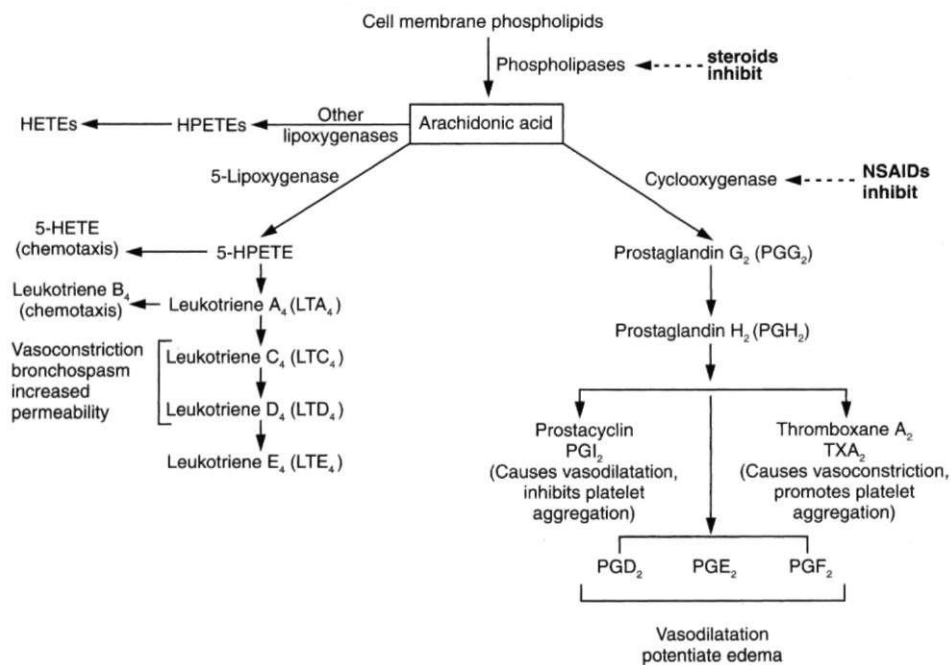 Cell membrane phospholipids
Phospholipases
steroids
inhibit
HETEs
HPETEs
Other
lipoxygenases
Arachidonic acid
5-Lipoxygenase
Cyclooxygenase
NSAIDs
inhibit
5-HETE
(chemotaxis)
5-HPETE
Prostaglandin G₂ (PGG₂)
Leukotriene B₄
(chemotaxis)
Leukotriene A₄ (LTA₄)
Prostaglandin H₂ (PGH₂)
Vasoconstriction
bronchospasm
increased
permeability
Leukotriene C₄ (LTC₄)
Leukotriene D₄ (LTD₄)
Leukotriene E₄ (LTE₄)
Prostacyclin
PGI₂
(Causes vasodilatation,
inhibits platelet
aggregation)
Thromboxane A₂
TXA₂
(Causes vasoconstriction,
promotes platelet
aggregation)
PGD₂
PGE₂
PGF₂
Vasodilatation
potentiate edema